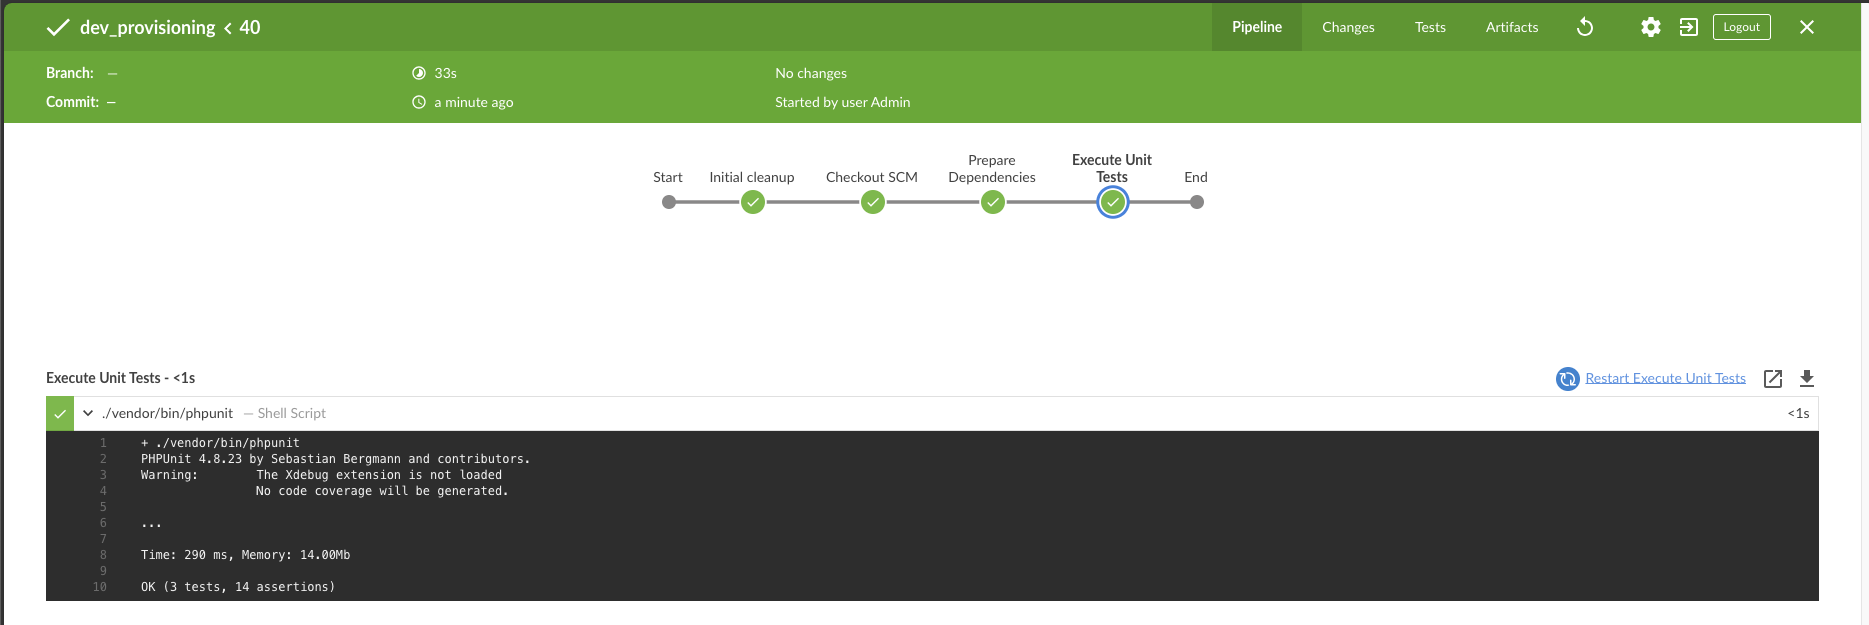 dev_provisioning < 40
Pipeline
Changes
Tests
Artifacts
Logout
Branch: —
33s
No changes
Commit: —
a minute ago
Started by user Admin
Start
Initial cleanup
Checkout SCM
Prepare
Dependencies
Execute Unit
Tests
End
Execute Unit Tests - <1s
Restart Execute Unit Tests
./vendor/bin/phpunit — Shell Script
<1s
1 + ./vendor/bin/phpunit
2 PHPUnit 4.8.23 by Sebastian Bergmann and contributors.
3 Warning: The Xdebug extension is not loaded
4 No code coverage will be generated.
5
6 ...
7
8 Time: 290 ms, Memory: 14.00Mb
9
10 OK (3 tests, 14 assertions)